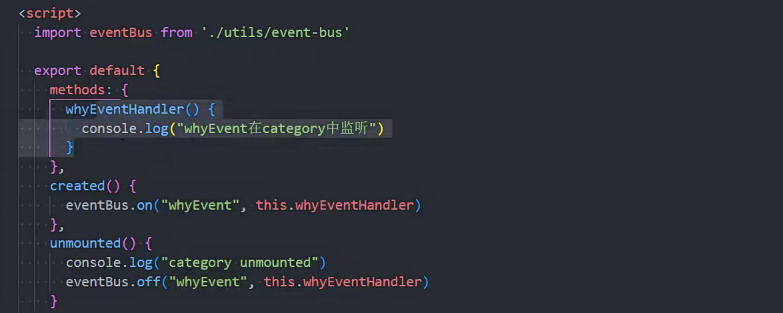 <script>
import eventBus from './utils/event-bus'
export default {
methods: {
whyEventHandler() {
console.log("whyEvent在category中监听")
}
},
created() {
eventBus.on("whyEvent", this.whyEventHandler)
},
unmounted() {
console.log("category unmounted")
eventBus.off("whyEvent", this.whyEventHandler)
}